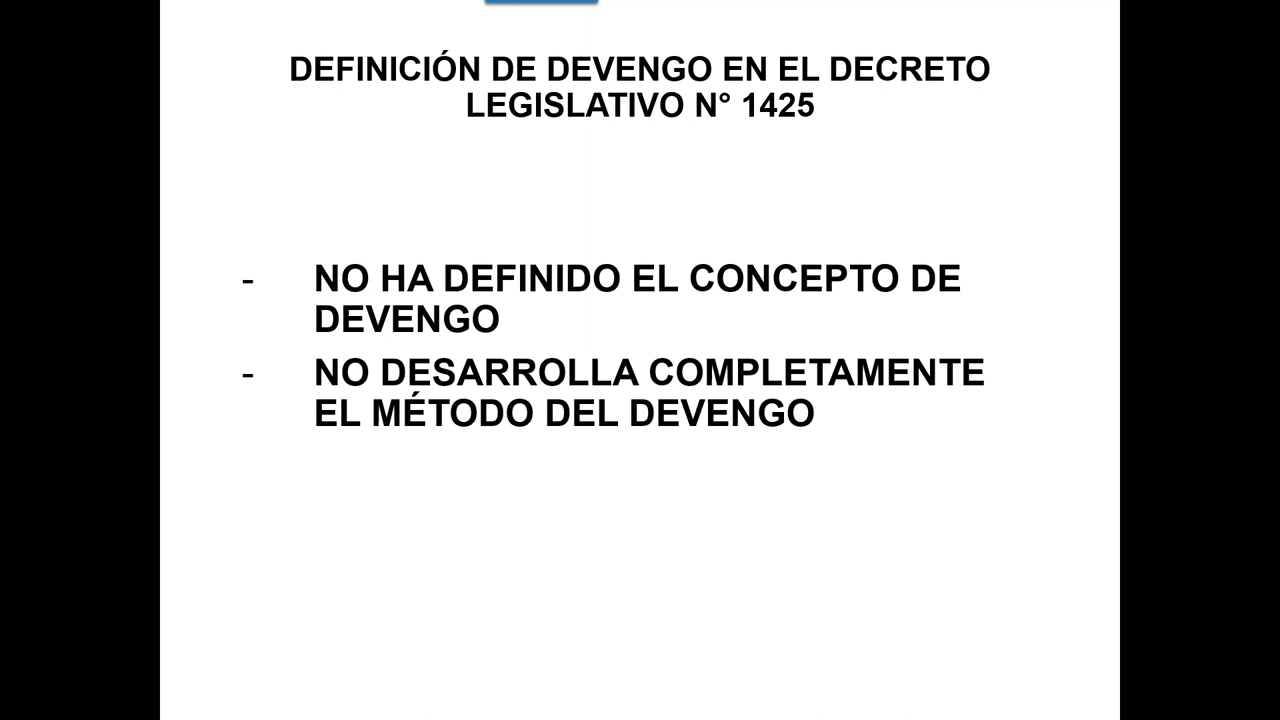 DEFINICIÓN DE DEVENGO EN EL DECRETO
LEGISLATIVO N° 1425
- NO HA DEFINIDO EL CONCEPTO DE
DEVENGO
- NO DESARROLLA COMPLETAMENTE
EL MÉTODO DEL DEVENGO